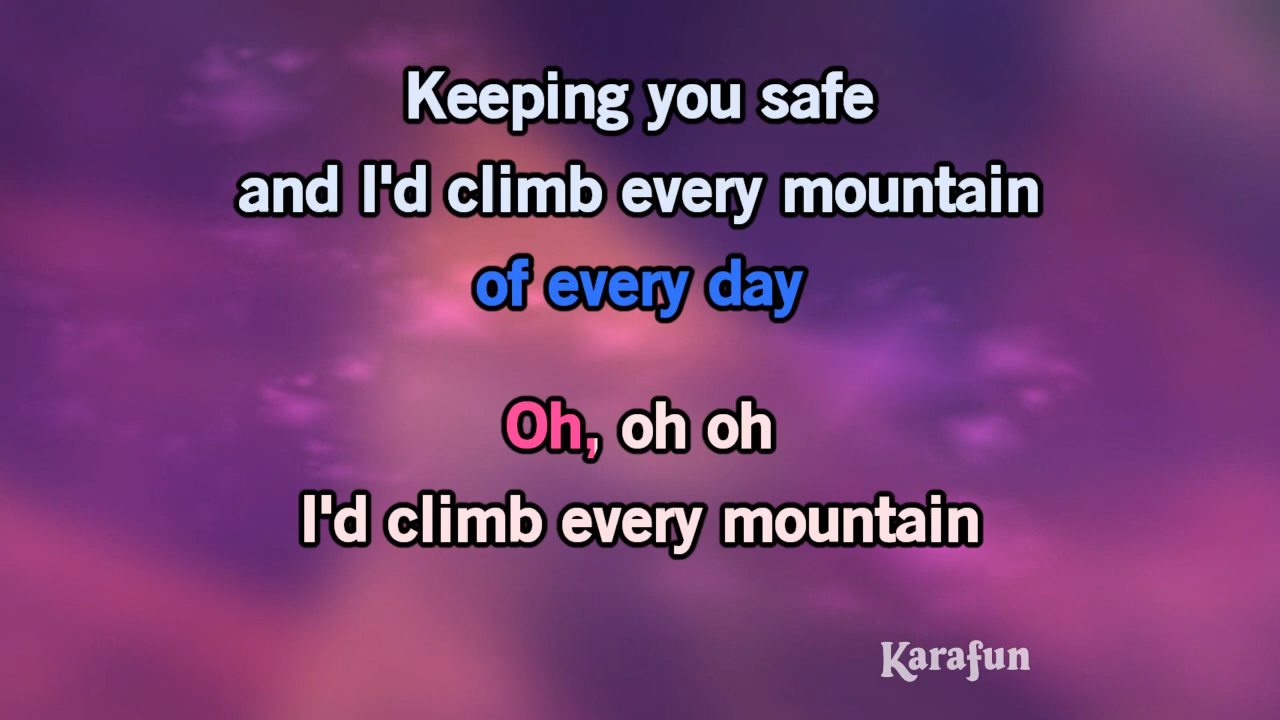 Keeping you safe
and I'd climb every mountain
of every day
Oh, oh oh
I'd climb every mountain
Karafun